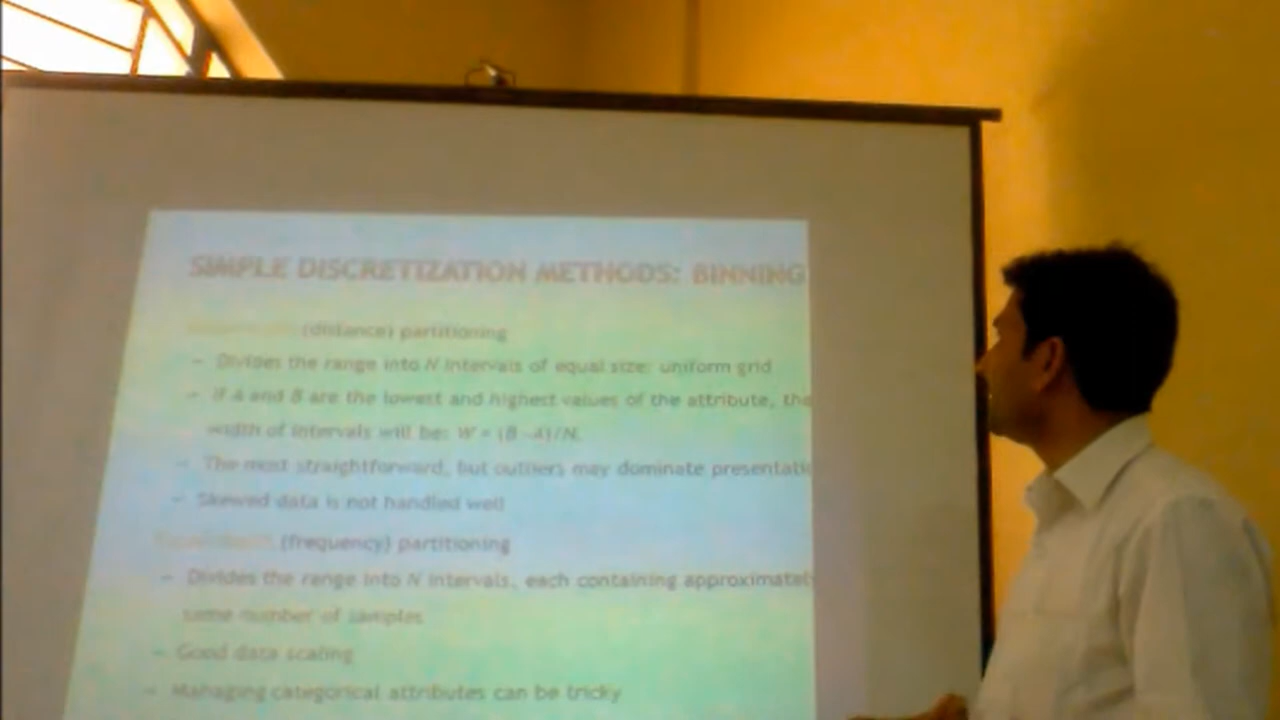 SIMPLE DISCRETIZATION METHODS: BINNING
(distance) partitioning
– Divides the range into N intervals of equal size: uniform grid
– If A and B are the lowest and highest values of the attribute, the
width of intervals will be: W = (B -A)/N.
– The most straightforward, but outliers may dominate presentatio
– Skewed data is not handled well
(frequency) partitioning
– Divides the range into N intervals, each containing approximatel
same number of samples
– Good data scaling
– Managing categorical attributes can be tricky